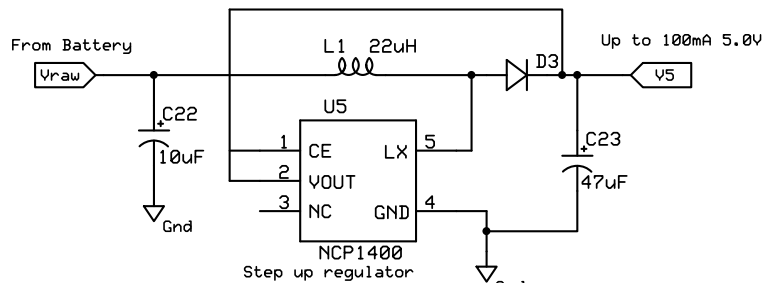 From Battery
Vraw
L1 22uH
D3
Up to 100mA 5.0V
V5
C22
+
10uF
Gnd
U5
1 CE
2 VOUT
3 NC
LX 5
GND 4
NCP1400
Step up regulator
C23
+
47uF